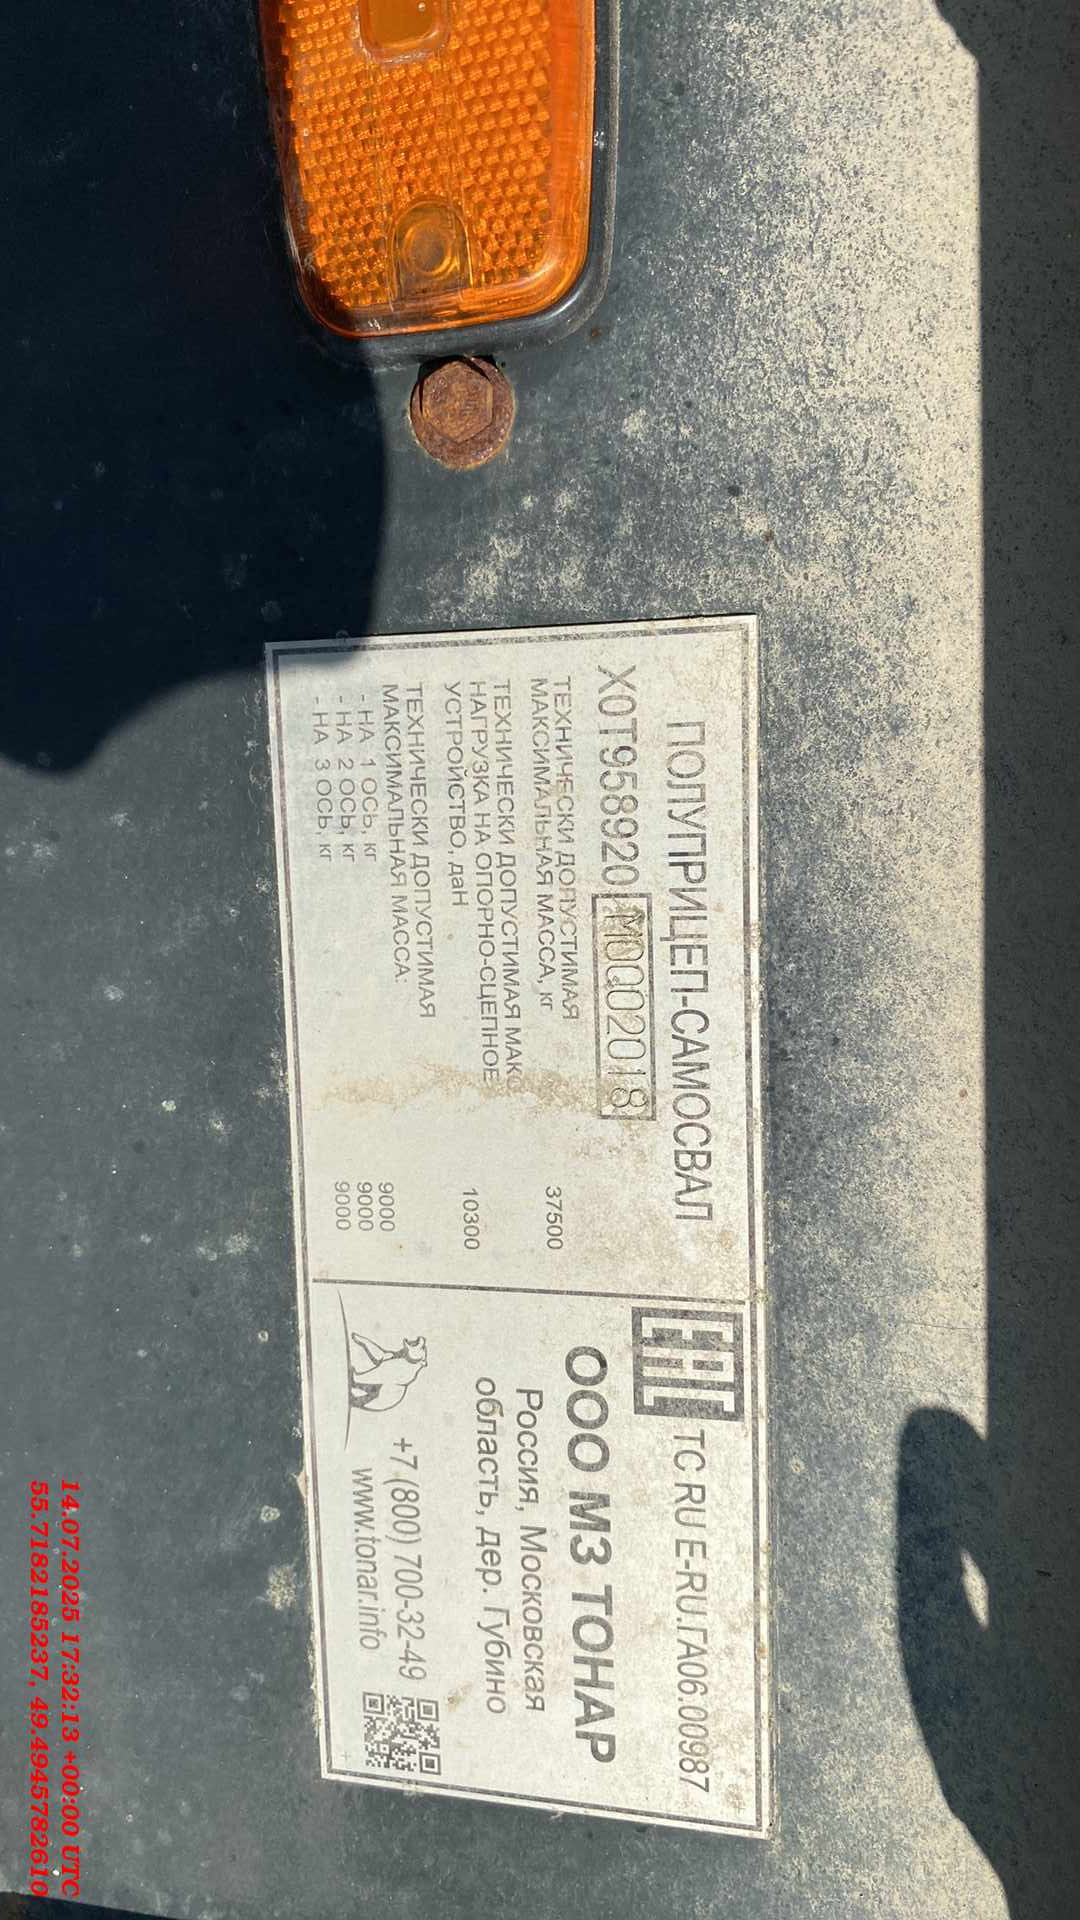 ПОЛУПРИЦЕП-САМОСВАЛ
X0T958920M0002018
ТЕХНИЧЕСКИ ДОПУСТИМАЯ
МАКСИМАЛЬНАЯ МАССА, кг 37500
ТЕХНИЧЕСКИ ДОПУСТИМАЯ МАКС
НАГРУЗКА НА ОПОРНО-СЦЕПНОЕ
УСТРОЙСТВО, даН 10300
ТЕХНИЧЕСКИ ДОПУСТИМАЯ
МАКСИМАЛЬНАЯ МАССА:
- НА 1 ОСЬ, кг 9000
- НА 2 ОСЬ, кг 9000
- НА 3 ОСЬ, кг 9000
ЕАС ТС RU E-RU.ГА06.00987
ООО МЗ ТОНАР
Россия, Московская
область, дер. Губино
+7 (800) 700-32-49
www.tonar.info
14.07.2025 17:32:13 +00:00 UTC
55.7182185237, 49.4945782610